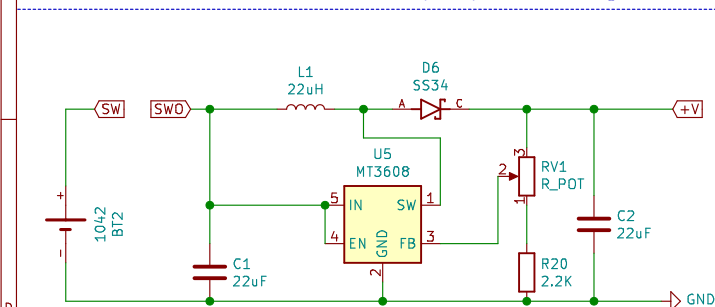 D6
L1
SS34
22uH
A
C
SW
SWO
+V
U5
MT3608
3
2
RV1
R_POT
1
+
5
IN
SW
1
1042
BT2
C2
22uF
4
EN
GND
FB
3
-
C1
22uF
2
R20
2.2K
GND